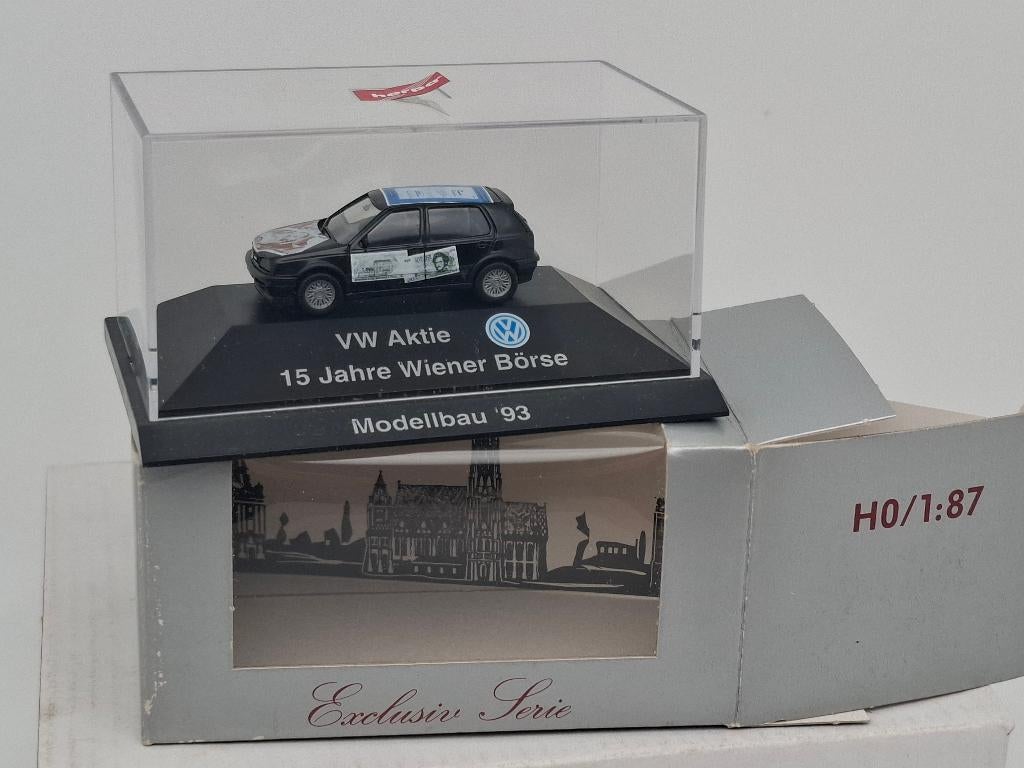 herpa
VW Aktie
15 Jahre Wiener Börse
Modellbau '93
H0/1:87
Exclusiv Serie